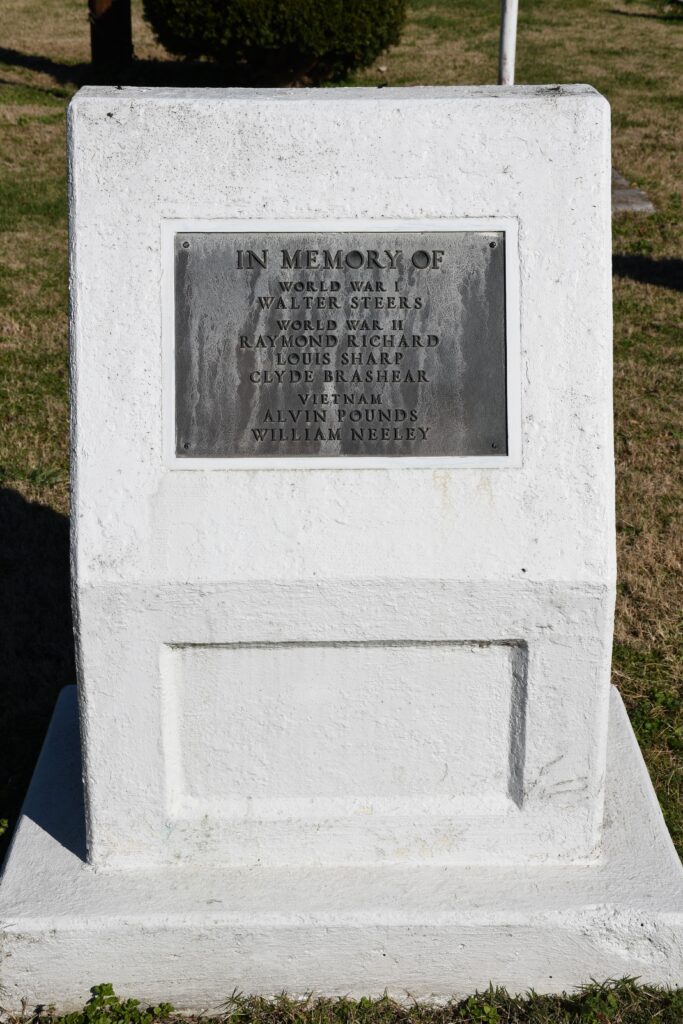 IN MEMORY OF
WORLD WAR I
WALTER STEERS
WORLD WAR II
RAYMOND RICHARD
LOUIS SHARP
CLYDE BRASHEAR
VIETNAM
ALVIN POUNDS
WILLIAM NEELEY